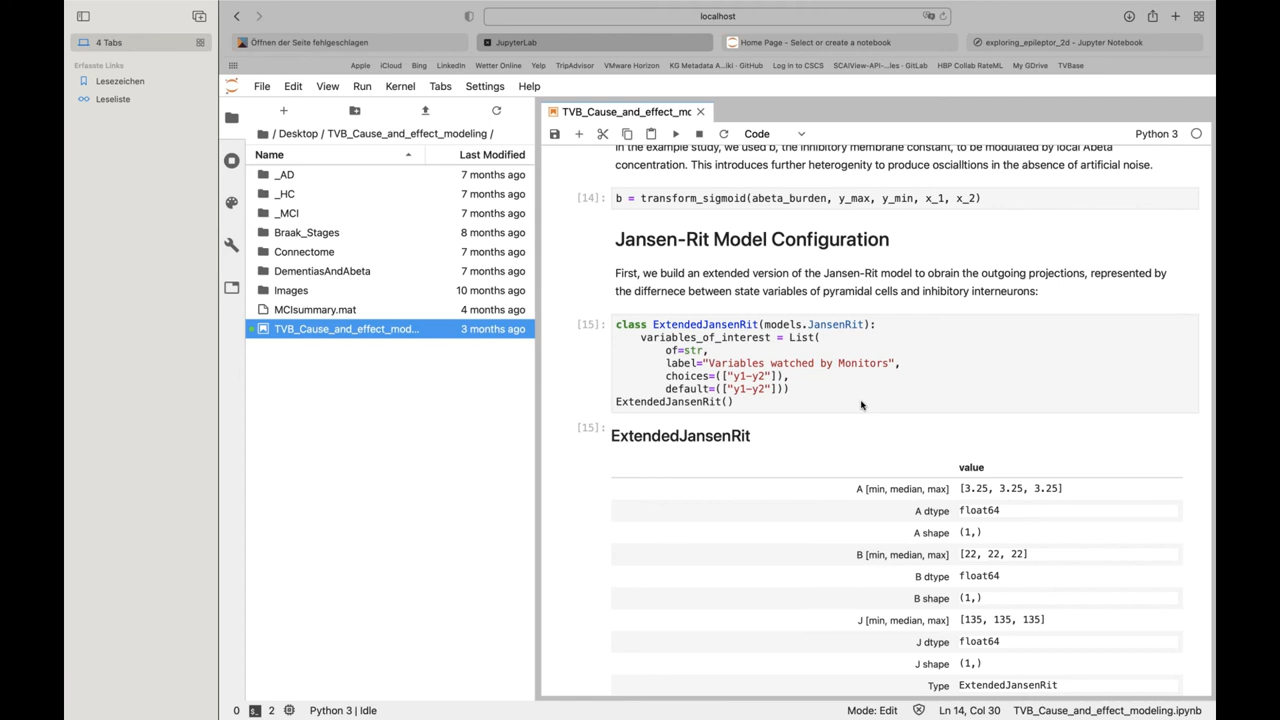 localhost
4 Tabs
Öffnen der Seite fehlgeschlagen
JupyterLab
Home Page - Select or create a notebook
exploring_epileptor_2d - Jupyter Notebook
Erfasste Links
Apple iCloud Bing LinkedIn Wetter Online Yelp TripAdvisor VMware Horizon KG Metadata A...iki · GitHub Log in to CSCS SCAIView-API-...ies · GitLab HBP Collab RateML My GDrive TVBase
Lesezeichen
Leseliste
File Edit View Run Kernel Tabs Settings Help
TVB_Cause_and_effect_mc
/ Desktop / TVB_Cause_and_effect_modeling /
Code
Python 3
Name Last Modified
_AD 7 months ago
_HC 7 months ago
_MCI 7 months ago
Braak_Stages 8 months ago
Connectome 7 months ago
DementiasAndAbeta 7 months ago
Images 10 months ago
MCIsummary.mat 4 months ago
TVB_Cause_and_effect_mod... 3 months ago
In the example study, we used b, the inhibitory membrane constant, to be modulated by local Abeta
concentration. This introduces further heterogenity to produce oscialltions in the absence of artificial noise.
[14]: b = transform_sigmoid(abeta_burden, y_max, y_min, x_1, x_2)
Jansen-Rit Model Configuration
First, we build an extended version of the Jansen-Rit model to obrain the outgoing projections, represented by
the differnece between state variables of pyramidal cells and inhibitory interneurons:
[15]: class ExtendedJansenRit(models.JansenRit):
variables_of_interest = List(
of=str,
label="Variables watched by Monitors",
choices=(["y1-y2"]),
default=(["y1-y2"]))
ExtendedJansenRit()
[15]: ExtendedJansenRit
value
A [min, median, max] [3.25, 3.25, 3.25]
A dtype float64
A shape (1,)
B [min, median, max] [22, 22, 22]
B dtype float64
B shape (1,)
J [min, median, max] [135, 135, 135]
J dtype float64
J shape (1,)
Type ExtendedJansenRit
0 2 Python 3 | Idle Mode: Edit Ln 14, Col 30 TVB_Cause_and_effect_modeling.ipynb